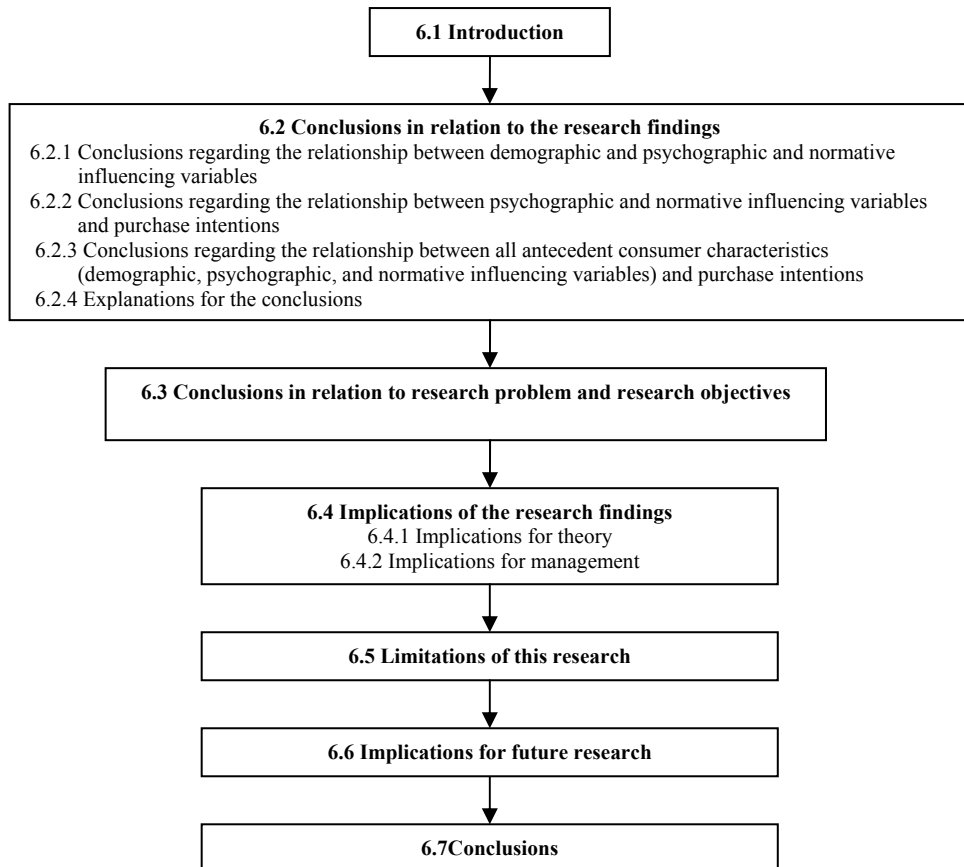 6.1 Introduction
6.2 Conclusions in relation to the research findings
6.2.1 Conclusions regarding the relationship between demographic and psychographic and normative
influencing variables
6.2.2 Conclusions regarding the relationship between psychographic and normative influencing variables
and purchase intentions
6.2.3 Conclusions regarding the relationship between all antecedent consumer characteristics
(demographic, psychographic, and normative influencing variables) and purchase intentions
6.2.4 Explanations for the conclusions
6.3 Conclusions in relation to research problem and research objectives
6.4 Implications of the research findings
6.4.1 Implications for theory
6.4.2 Implications for management
6.5 Limitations of this research
6.6 Implications for future research
6.7Conclusions